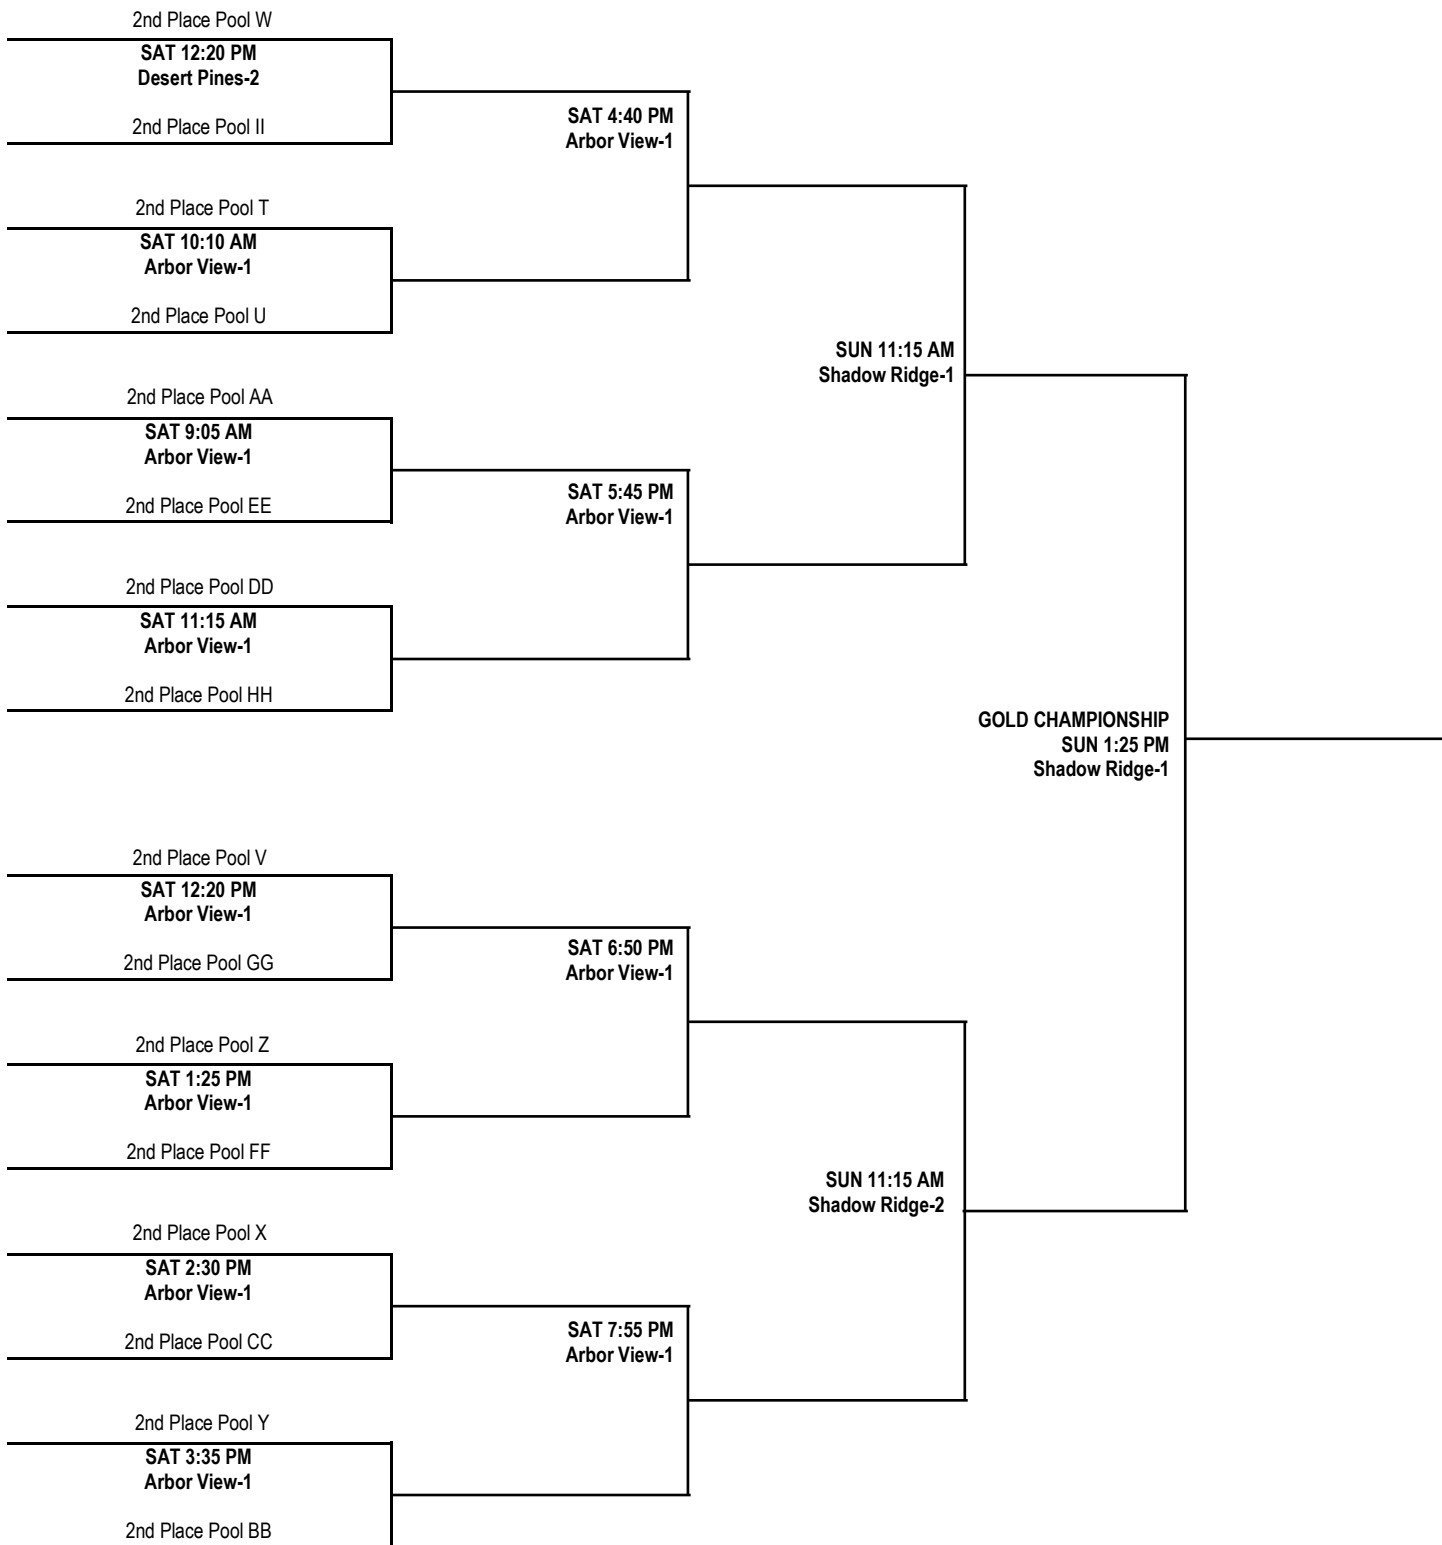 2nd Place Pool W
SAT 12:20 PM
Desert Pines-2
2nd Place Pool II
SAT 4:40 PM
Arbor View-1
2nd Place Pool T
SAT 10:10 AM
Arbor View-1
2nd Place Pool U
SUN 11:15 AM
Shadow Ridge-1
2nd Place Pool AA
SAT 9:05 AM
Arbor View-1
2nd Place Pool EE
SAT 5:45 PM
Arbor View-1
2nd Place Pool DD
SAT 11:15 AM
Arbor View-1
2nd Place Pool HH
GOLD CHAMPIONSHIP
SUN 1:25 PM
Shadow Ridge-1
2nd Place Pool V
SAT 12:20 PM
Arbor View-1
2nd Place Pool GG
SAT 6:50 PM
Arbor View-1
2nd Place Pool Z
SAT 1:25 PM
Arbor View-1
2nd Place Pool FF
SUN 11:15 AM
Shadow Ridge-2
2nd Place Pool X
SAT 2:30 PM
Arbor View-1
2nd Place Pool CC
SAT 7:55 PM
Arbor View-1
2nd Place Pool Y
SAT 3:35 PM
Arbor View-1
2nd Place Pool BB